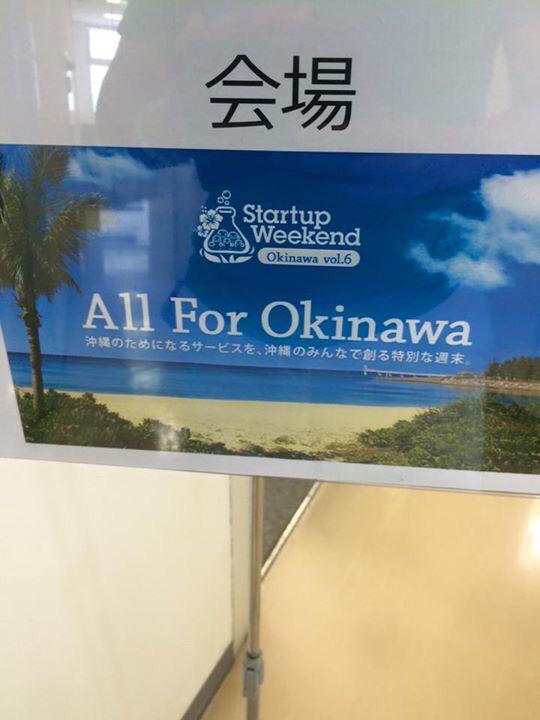 会場
Startup
Weekend
Okinawa vol.6
All For Okinawa
沖縄のためになるサービスを、沖縄のみんなで創る特別な週末。